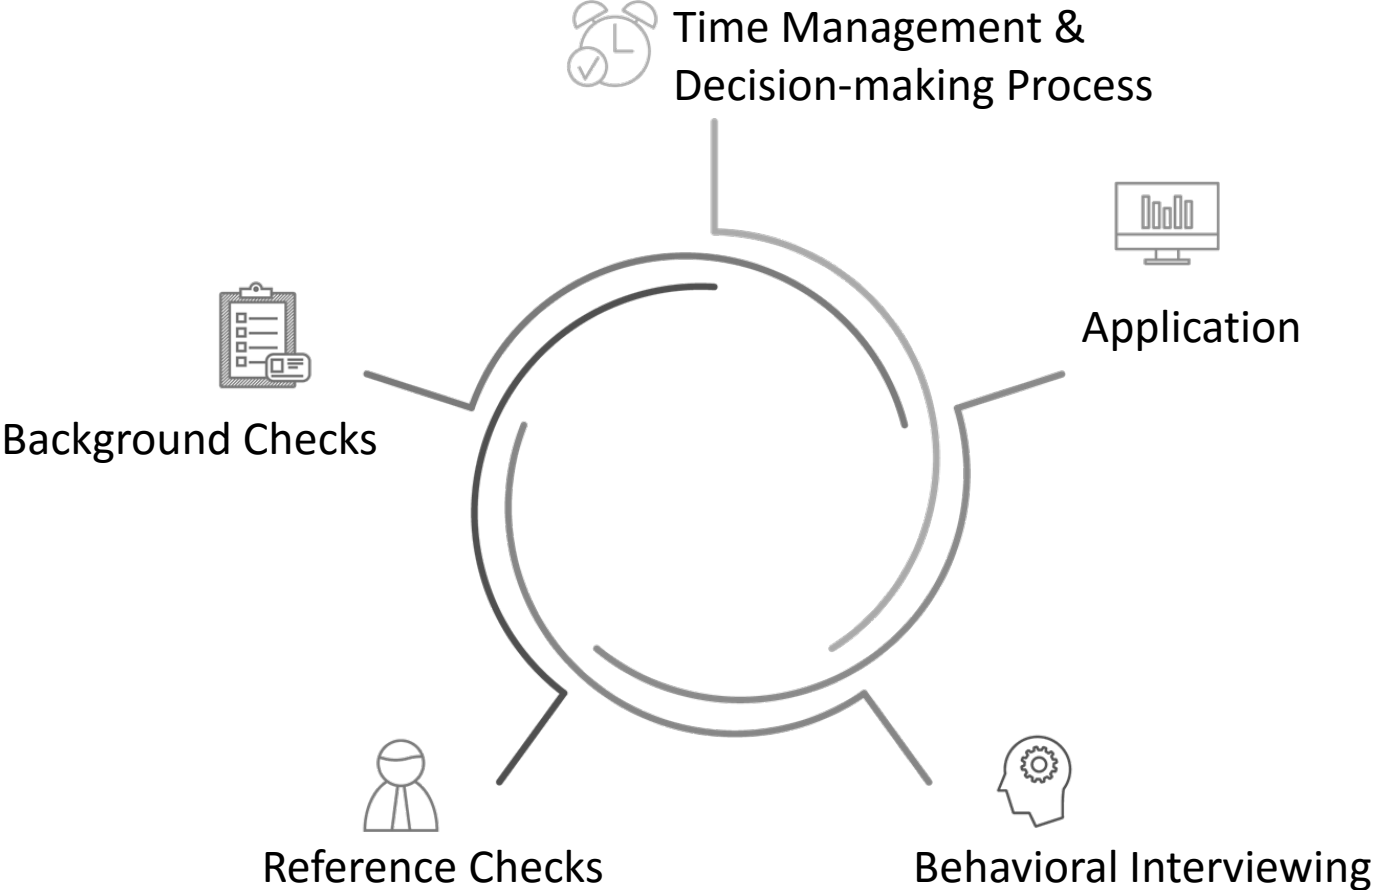 Time Management &
Decision-making Process
Application
Background Checks
Reference Checks
Behavioral Interviewing